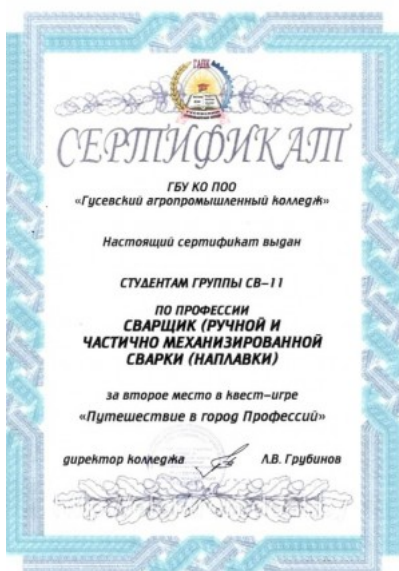 ГАПК
СЕРТИФИКАТ
ГБУ КО ПОО
«Гусевский агропромышленный колледж»
Настоящий сертификат выдан
СТУДЕНТАМ ГРУППЫ СВ–11
ПО ПРОФЕССИИ
СВАРЩИК (РУЧНОЙ И
ЧАСТИЧНО МЕХАНИЗИРОВАННОЙ
СВАРКИ (НАПЛАВКИ)
за второе место в квест–игре
«Путешествие в город Профессий»
директор колледжа Л.В. Грубинов